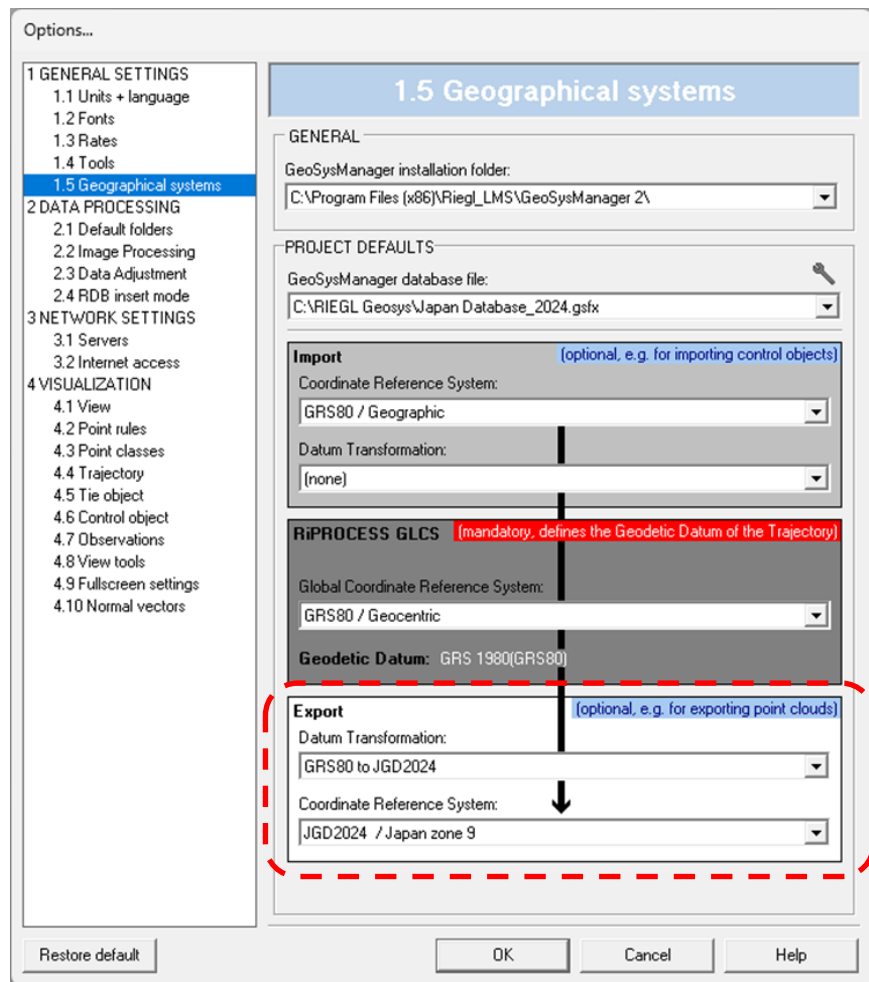 Options...
1 GENERAL SETTINGS
1.1 Units + language
1.2 Fonts
1.3 Rates
1.4 Tools
1.5 Geographical systems
2 DATA PROCESSING
2.1 Default folders
2.2 Image Processing
2.3 Data Adjustment
2.4 RDB insert mode
3 NETWORK SETTINGS
3.1 Servers
3.2 Internet access
4 VISUALIZATION
4.1 View
4.2 Point rules
4.3 Point classes
4.4 Trajectory
4.5 Tie object
4.6 Control object
4.7 Observations
4.8 View tools
4.9 Fullscreen settings
4.10 Normal vectors
1.5 Geographical systems
GENERAL
GeoSysManager installation folder:
C:\Program Files (x86)\Riegl_LMS\GeoSysManager 2\
PROJECT DEFAULTS
GeoSysManager database file:
C:\RIEGL Geosys\Japan Database_2024.gsfx
Import (optional, e.g. for importing control objects)
Coordinate Reference System:
GRS80 / Geographic
Datum Transformation:
(none)
RiPROCESS GLCS (mandatory, defines the Geodetic Datum of the Trajectory)
Global Coordinate Reference System:
GRS80 / Geocentric
Geodetic Datum: GRS 1980(GRS80)
Export (optional, e.g. for exporting point clouds)
Datum Transformation:
GRS80 to JGD2024
Coordinate Reference System:
JGD2024 / Japan zone 9
Restore default OK Cancel Help